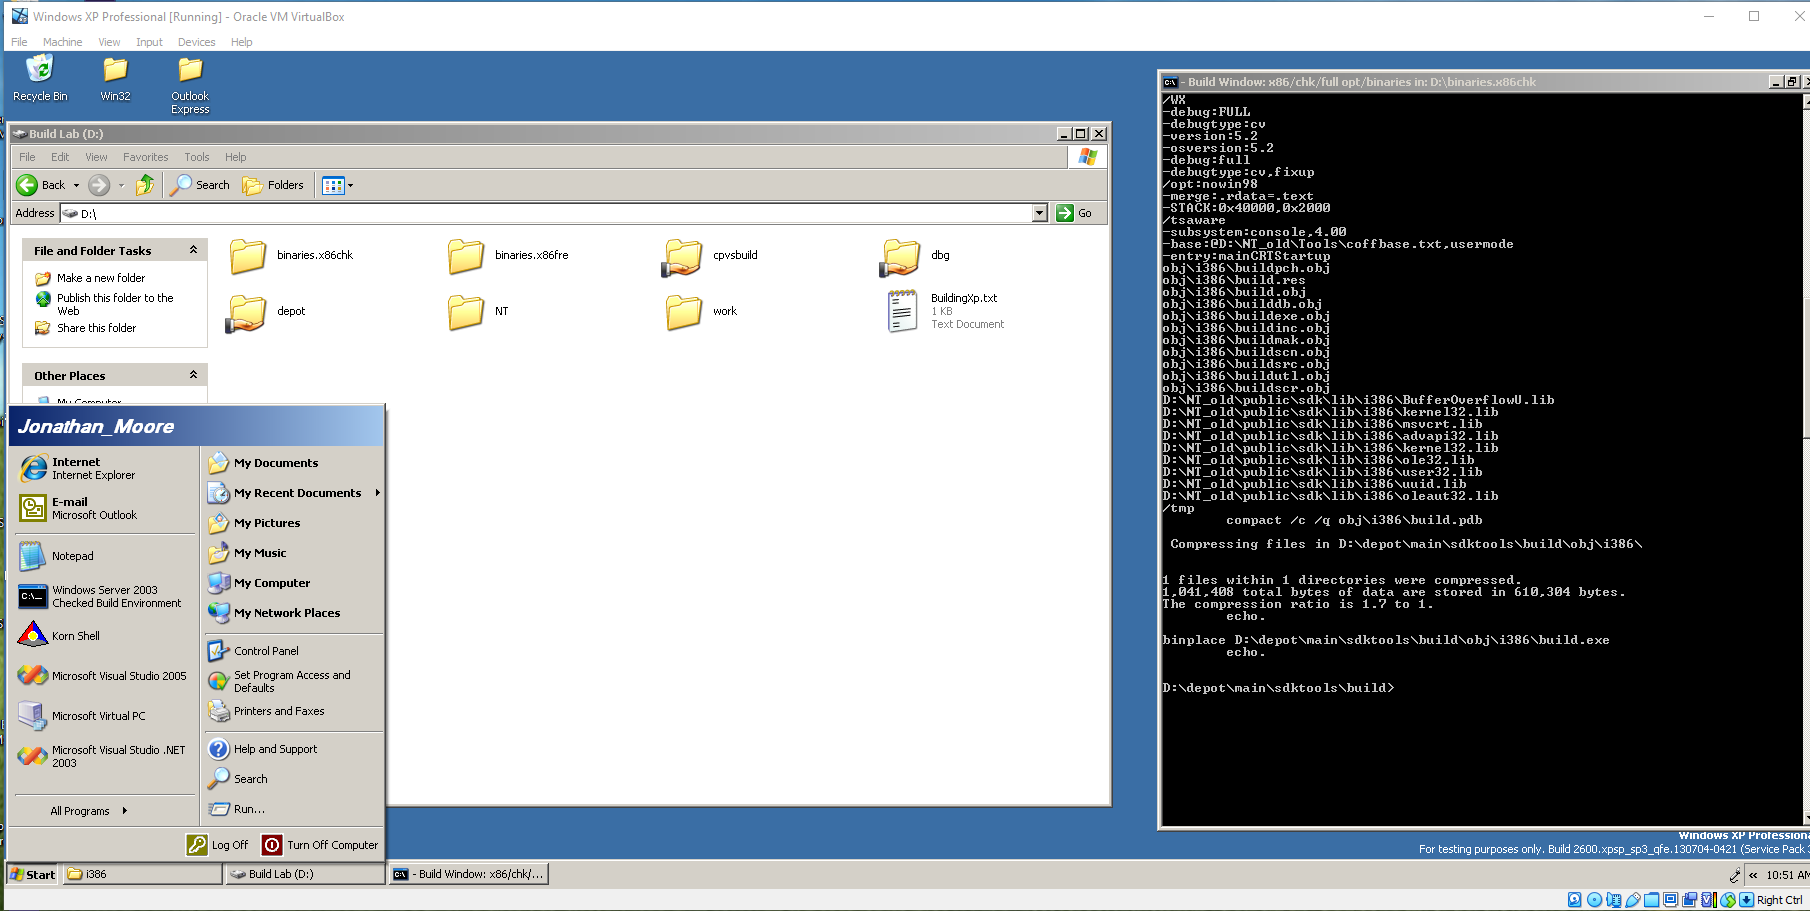 Windows XP Professional [Running] - Oracle VM VirtualBox
File Machine View Input Devices Help
Recycle Bin
Win32
Outlook
Express
Build Lab (D:)
File Edit View Favorites Tools Help
Back Search Folders
Address D:\ Go
File and Folder Tasks
Make a new folder
Publish this folder to the
Web
Share this folder
Other Places
My Computer
binaries.x86chk
binaries.x86fre
cpvsbuild
dbg
depot
NT
work
BuildingXp.txt
1 KB
Text Document
Jonathan_Moore
Internet
Internet Explorer
E-mail
Microsoft Outlook
Notepad
Windows Server 2003
Checked Build Environment
Korn Shell
Microsoft Visual Studio 2005
Microsoft Virtual PC
Microsoft Visual Studio .NET
2003
All Programs
My Documents
My Recent Documents
My Pictures
My Music
My Computer
My Network Places
Control Panel
Set Program Access and
Defaults
Printers and Faxes
Help and Support
Search
Run...
Log Off Turn Off Computer
- Build Window: x86/chk/full opt/binaries in: D:\binaries.x86chk
/WX
-debug:FULL
-debugtype:cv
-version:5.2
-osversion:5.2
-debug:full
-debugtype:cv,fixup
/opt:nowin98
-merge:.rdata=.text
-STACK:0x40000,0x2000
/tsaware
-subsystem:console,4.00
-base:@D:\NT_old\Tools\coffbase.txt,usermode
-entry:mainCRTStartup
obj\i386\buildpch.obj
obj\i386\build.res
obj\i386\build.obj
obj\i386\builddb.obj
obj\i386\buildexe.obj
obj\i386\buildinc.obj
obj\i386\buildmak.obj
obj\i386\buildscn.obj
obj\i386\buildsrc.obj
obj\i386\buildutl.obj
obj\i386\buildscr.obj
D:\NT_old\public\sdk\lib\i386\BufferOverflowU.lib
D:\NT_old\public\sdk\lib\i386\kernel32.lib
D:\NT_old\public\sdk\lib\i386\msvcrt.lib
D:\NT_old\public\sdk\lib\i386\advapi32.lib
D:\NT_old\public\sdk\lib\i386\kernel32.lib
D:\NT_old\public\sdk\lib\i386\ole32.lib
D:\NT_old\public\sdk\lib\i386\user32.lib
D:\NT_old\public\sdk\lib\i386\uuid.lib
D:\NT_old\public\sdk\lib\i386\oleaut32.lib
/tmp
compact /c /q obj\i386\build.pdb
Compressing files in D:\depot\main\sdktools\build\obj\i386\
1 files within 1 directories were compressed.
1,041,408 total bytes of data are stored in 610,304 bytes.
The compression ratio is 1.7 to 1.
echo.
binplace D:\depot\main\sdktools\build\obj\i386\build.exe
echo.
D:\depot\main\sdktools\build>
Windows XP Professiona
For testing purposes only. Build 2600.xpsp_sp3_qfe.130704-0421 (Service Pack
Start i386 Build Lab (D:) - Build Window: x86/chk/... 10:51 AM
Right Ctrl